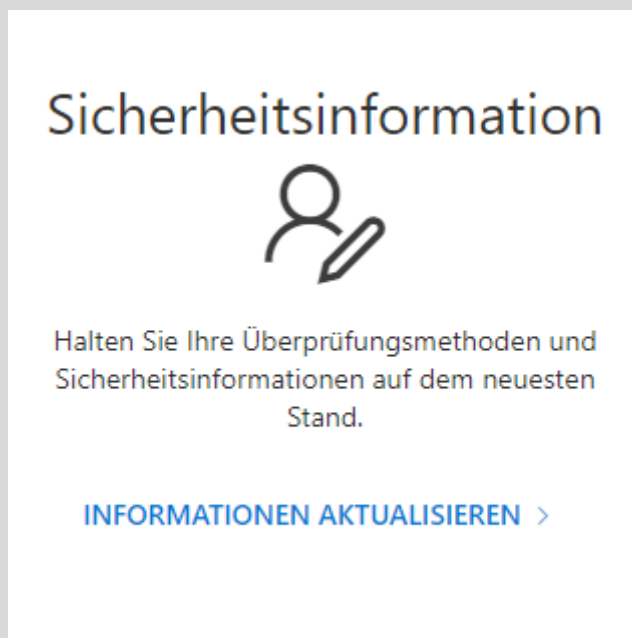 Sicherheitsinformation
Halten Sie Ihre Überprüfungsmethoden und
Sicherheitsinformationen auf dem neuesten
Stand.
INFORMATIONEN AKTUALISIEREN >